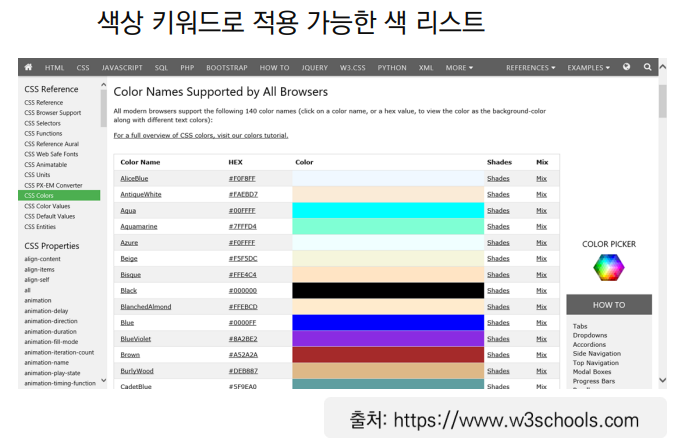 색상 키워드로 적용 가능한 색 리스트
HTML CSS JAVASCRIPT SQL PHP BOOTSTRAP HOW TO JQUERY W3.CSS PYTHON XML MORE REFERENCES EXAMPLES
CSS Reference
CSS Reference
CSS Browser Support
CSS Selectors
CSS Functions
CSS Reference Aural
CSS Web Safe Fonts
CSS Animatable
CSS Units
CSS PX-EM Converter
CSS Colors
CSS Color Values
CSS Default Values
CSS Entities
CSS Properties
align-content
align-items
align-self
all
animation
animation-delay
animation-direction
animation-duration
animation-fill-mode
animation-iteration-count
animation-name
animation-play-state
animation-timing-function
Color Names Supported by All Browsers
All modern browsers support the following 140 color names (click on a color name, or a hex value, to view the color as the background-color
along with different text colors):
For a full overview of CSS colors, visit our colors tutorial.
Color Name HEX Color Shades Mix
AliceBlue #F0F8FF Shades Mix
AntiqueWhite #FAEBD7 Shades Mix
Aqua #00FFFF Shades Mix
Aquamarine #7FFFD4 Shades Mix
Azure #F0FFFF Shades Mix
Beige #F5F5DC Shades Mix
Bisque #FFE4C4 Shades Mix
Black #000000 Shades Mix
BlanchedAlmond #FFEBCD Shades Mix
Blue #0000FF Shades Mix
BlueViolet #8A2BE2 Shades Mix
Brown #A52A2A Shades Mix
BurlyWood #DEB887 Shades Mix
CadetBlue #5F9EA0 Shades Mix
COLOR PICKER
HOW TO
Tabs
Dropdowns
Accordions
Side Navigation
Top Navigation
Modal Boxes
Progress Bars
출처: https://www.w3schools.com